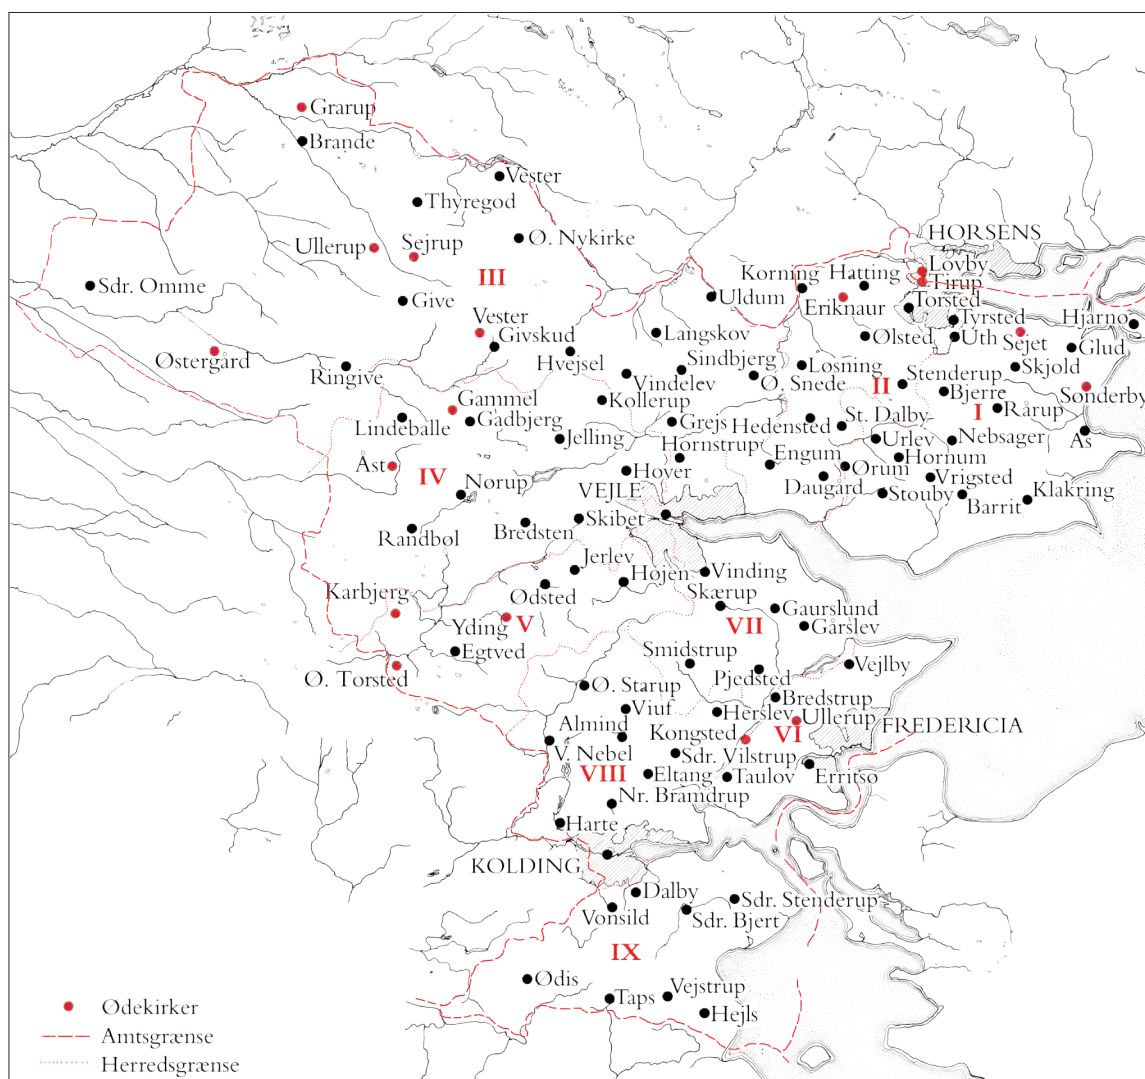 Grarup
Brande
Vester
Thyregod
Ullerup
Sejrup
Ø. Nykirke
HORSENS
Lovby
Korning
Hatting
Tirup
III
Sdr. Omme
Give
Uldum
Eriknaur
Torsted
Tyrsted
Hjarnø
Vester
Givskud
Langskov
Ølsted
Uth
Sejet
Glud
Østergård
Ringive
Hvejsel
Sindbjerg
Løsning
Skjold
Vindelev
Ø. Snede
II
Stenderup
Bjerre
Sønderby
Gammel
Kollerup
I
Rårup
Lindeballe
Gadbjerg
Grejs
Hedensted
St. Dalby
As
Jelling
Hornstrup
Urlev
Nebsager
Åst
IV
Hover
Engum
Ørum
Hornum
Nørup
VEJLE
Daugård
Stouby
Vrigsted
Klakring
Barrit
Randbøl
Bredsten
Skibet
Jerlev
Ødsted
Højen
Vinding
Karbjerg
Skærup
Gaurslund
Yding
V
VII
Gårslev
Egtved
Smidstrup
Vejlby
Ø. Torsted
Pjedsted
Ø. Starup
Bredstrup
Viuf
Herslev
Ullerup
FREDERICIA
Almind
Kongsted
VI
V. Nebel
Sdr. Vilstrup
VIII
Eltang
Taulov
Erritsø
Nr. Bramdrup
Harte
KOLDING
Dalby
Sdr. Stenderup
Vonsild
Sdr. Bjert
IX
Ødis
Taps
Vejstrup
Hejls
Ødekirker
Amtsgrænse
Herredsgrænse